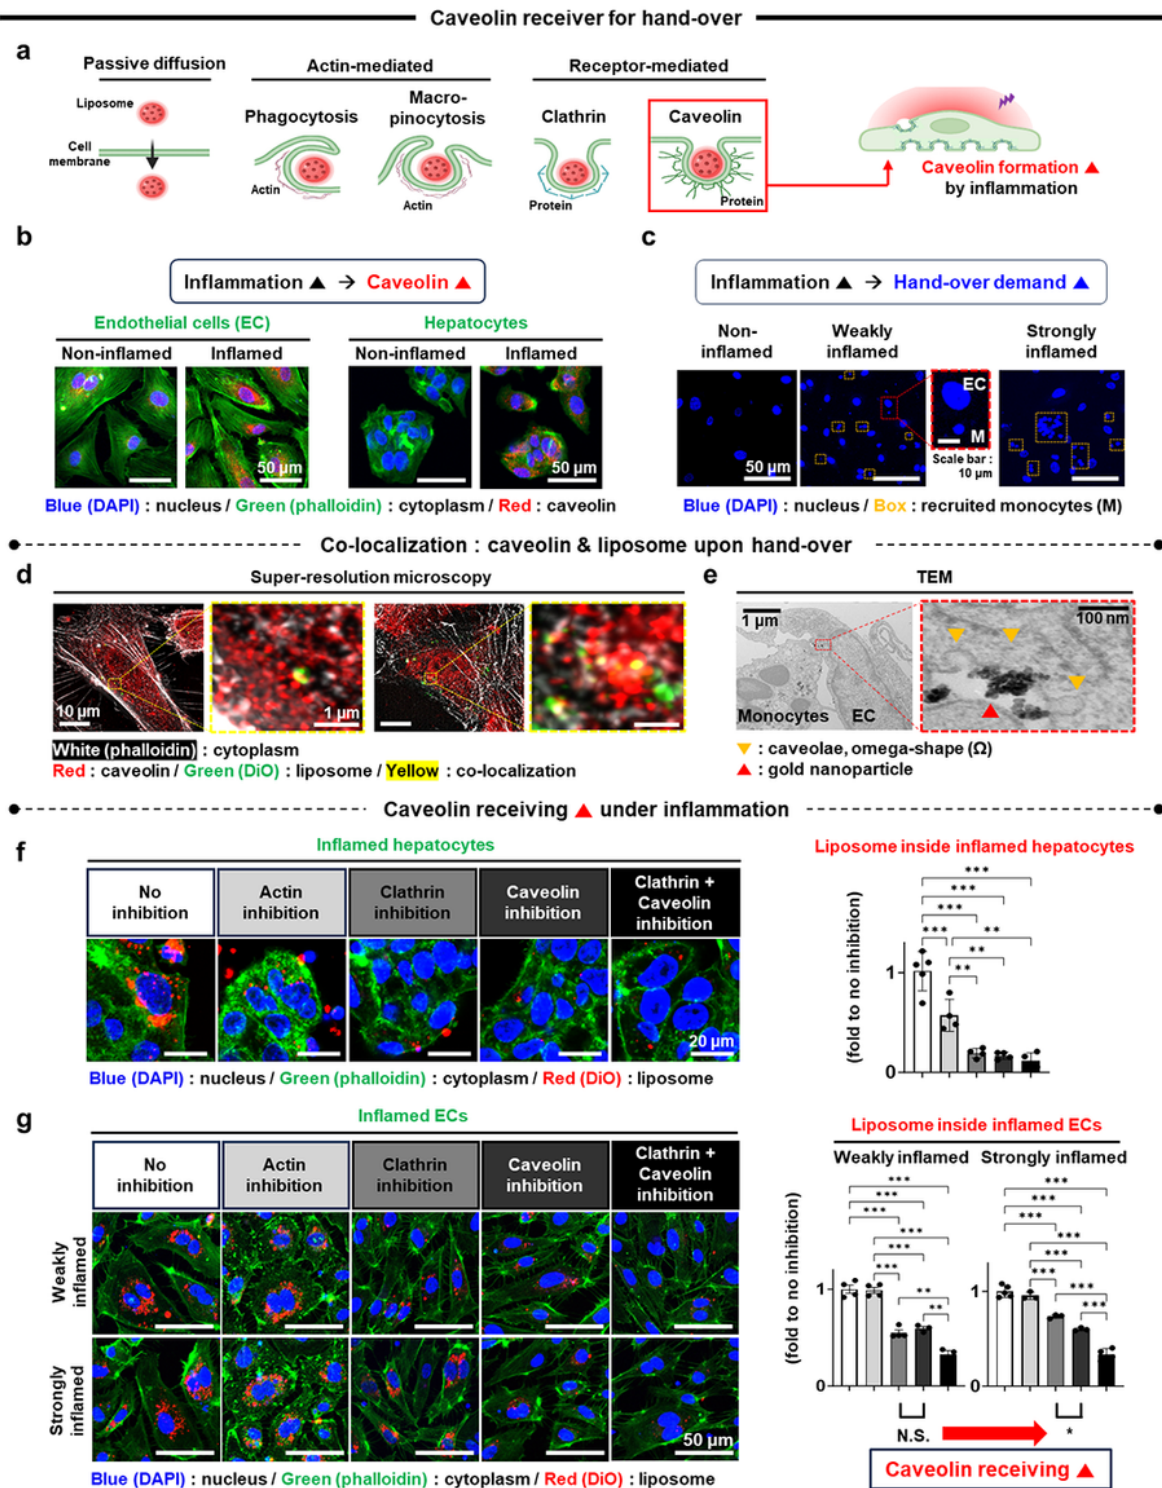 Caveolin receiver for hand-over
a
Passive diffusion
Actin-mediated
Receptor-mediated
Liposome
Cell
membrane
Phagocytosis
Actin
Macro-
pinocytosis
Actin
Clathrin
Protein
Caveolin
Protein
Caveolin formation ▲
by inflammation
b
Inflammation ▲ → Caveolin ▲
Endothelial cells (EC)
Hepatocytes
Non-inflamed
Inflamed
Non-inflamed
Inflamed
50 μm
50 μm
Blue (DAPI) : nucleus / Green (phalloidin) : cytoplasm / Red : caveolin
c
Inflammation ▲ → Hand-over demand ▲
Non-
inflamed
Weakly
inflamed
Strongly
inflamed
EC
M
50 μm
Scale bar :
10 μm
Blue (DAPI) : nucleus / Box : recruited monocytes (M)
Co-localization : caveolin & liposome upon hand-over
d
Super-resolution microscopy
10 μm
1 μm
White (phalloidin) : cytoplasm
Red : caveolin / Green (DiO) : liposome / Yellow : co-localization
e
TEM
1 μm
100 nm
Monocytes
EC
▼ : caveolae, omega-shape (Ω)
▲ : gold nanoparticle
Caveolin receiving ▲ under inflammation
f
Inflamed hepatocytes
No
inhibition
Actin
inhibition
Clathrin
inhibition
Caveolin
inhibition
Clathrin +
Caveolin
inhibition
20 μm
Blue (DAPI) : nucleus / Green (phalloidin) : cytoplasm / Red (DiO) : liposome
Liposome inside inflamed hepatocytes
***
***
***
***
**
**
**
(fold to no inhibition)
1
0
g
Inflamed ECs
No
inhibition
Actin
inhibition
Clathrin
inhibition
Caveolin
inhibition
Clathrin +
Caveolin
inhibition
Weakly
inflamed
Strongly
inflamed
50 μm
Blue (DAPI) : nucleus / Green (phalloidin) : cytoplasm / Red (DiO) : liposome
Liposome inside inflamed ECs
Weakly inflamed
Strongly inflamed
***
***
***
***
***
***
**
**
***
***
***
***
***
***
***
***
(fold to no inhibition)
1
0
1
0
N.S.
*
Caveolin receiving ▲